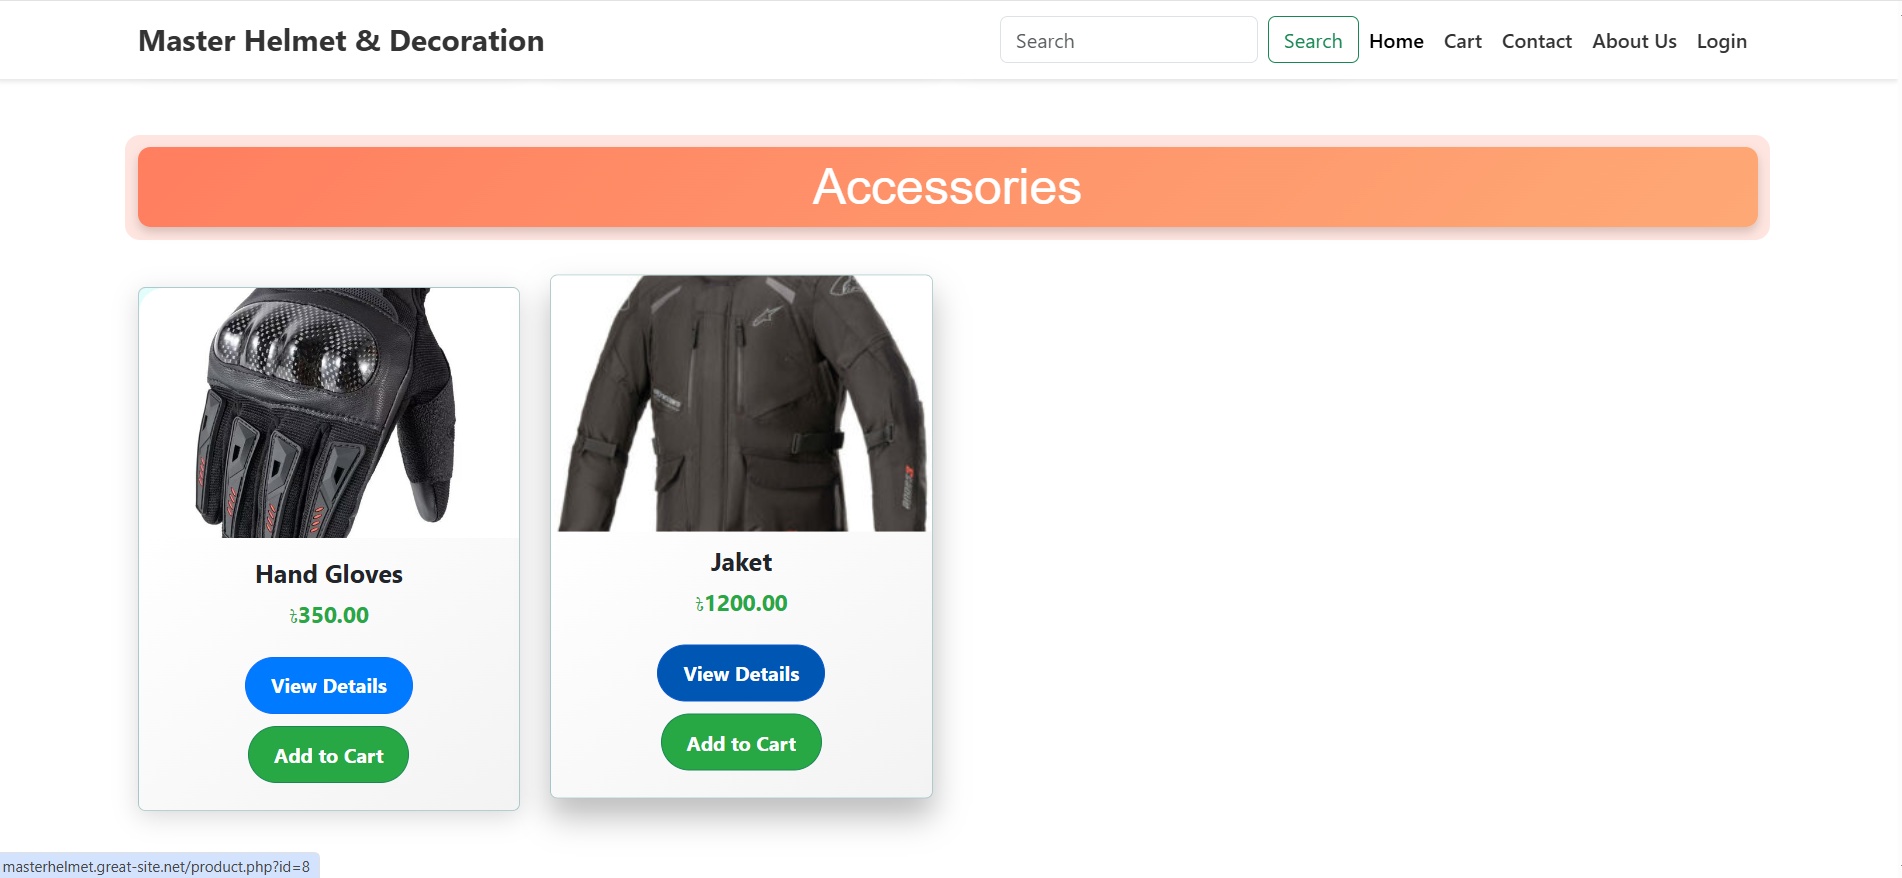 Master Helmet & Decoration
Search
Search
Home
Cart
Contact
About Us
Login
Accessories
Hand Gloves
৳350.00
View Details
Add to Cart
Jaket
৳1200.00
View Details
Add to Cart
masterhelmet.great-site.net/product.php?id=8